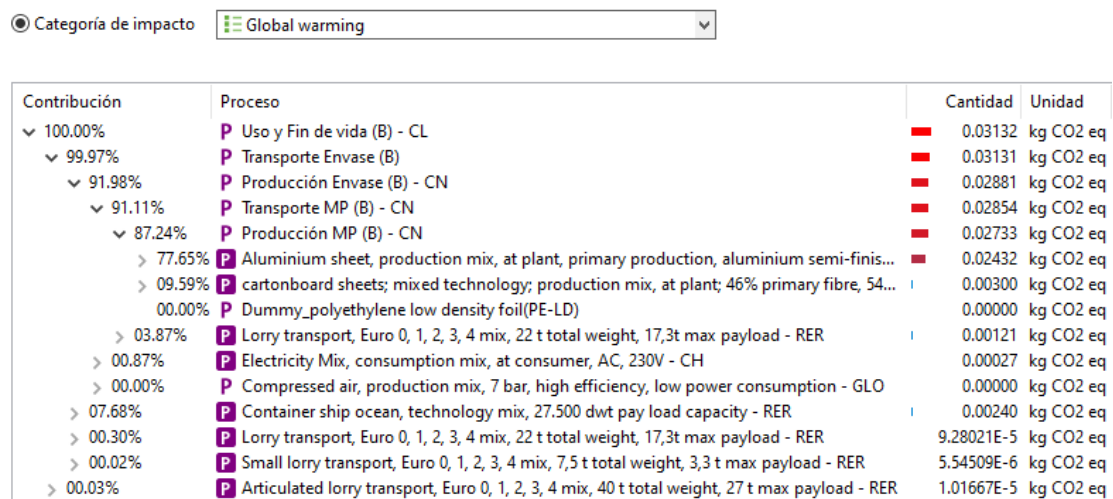 Categoría de impacto Global warming
Contribución Proceso Cantidad Unidad
100.00% P Uso y Fin de vida (B) - CL 0.03132 kg CO2 eq
99.97% P Transporte Envase (B) 0.03131 kg CO2 eq
91.98% P Producción Envase (B) - CN 0.02881 kg CO2 eq
91.11% P Transporte MP (B) - CN 0.02854 kg CO2 eq
87.24% P Producción MP (B) - CN 0.02733 kg CO2 eq
77.65% P Aluminium sheet, production mix, at plant, primary production, aluminium semi-finis... 0.02432 kg CO2 eq
09.59% P cartonboard sheets; mixed technology; production mix, at plant; 46% primary fibre, 54... 0.00300 kg CO2 eq
00.00% P Dummy_polyethylene low density foil(PE-LD) 0.00000 kg CO2 eq
03.87% P Lorry transport, Euro 0, 1, 2, 3, 4 mix, 22 t total weight, 17,3t max payload - RER 0.00121 kg CO2 eq
00.87% P Electricity Mix, consumption mix, at consumer, AC, 230V - CH 0.00027 kg CO2 eq
00.00% P Compressed air, production mix, 7 bar, high efficiency, low power consumption - GLO 0.00000 kg CO2 eq
07.68% P Container ship ocean, technology mix, 27.500 dwt pay load capacity - RER 0.00240 kg CO2 eq
00.30% P Lorry transport, Euro 0, 1, 2, 3, 4 mix, 22 t total weight, 17,3t max payload - RER 9.28021E-5 kg CO2 eq
00.02% P Small lorry transport, Euro 0, 1, 2, 3, 4 mix, 7,5 t total weight, 3,3 t max payload - RER 5.54509E-6 kg CO2 eq
00.03% P Articulated lorry transport, Euro 0, 1, 2, 3, 4 mix, 40 t total weight, 27 t max payload - RER 1.01667E-5 kg CO2 eq